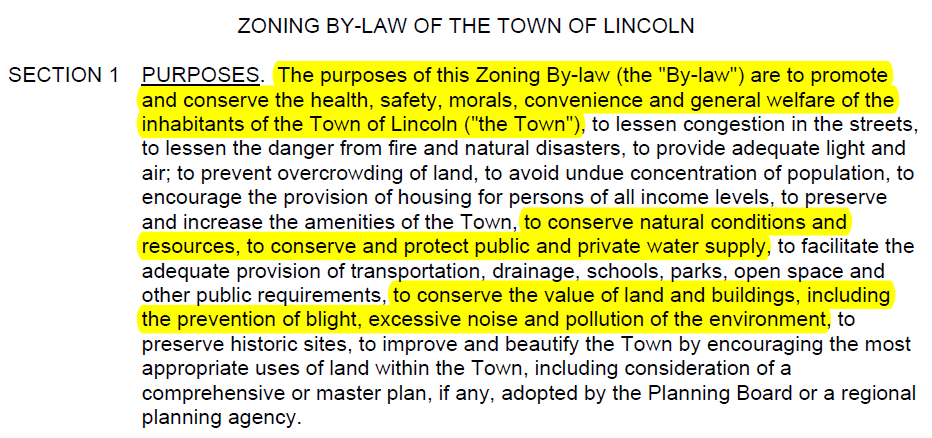 ZONING BY-LAW OF THE TOWN OF LINCOLN
SECTION 1 PURPOSES. The purposes of this Zoning By-law (the "By-law") are to promote
and conserve the health, safety, morals, convenience and general welfare of the
inhabitants of the Town of Lincoln ("the Town"), to lessen congestion in the streets,
to lessen the danger from fire and natural disasters, to provide adequate light and
air; to prevent overcrowding of land, to avoid undue concentration of population, to
encourage the provision of housing for persons of all income levels, to preserve
and increase the amenities of the Town, to conserve natural conditions and
resources, to conserve and protect public and private water supply, to facilitate the
adequate provision of transportation, drainage, schools, parks, open space and
other public requirements, to conserve the value of land and buildings, including
the prevention of blight, excessive noise and pollution of the environment, to
preserve historic sites, to improve and beautify the Town by encouraging the most
appropriate uses of land within the Town, including consideration of a
comprehensive or master plan, if any, adopted by the Planning Board or a regional
planning agency.